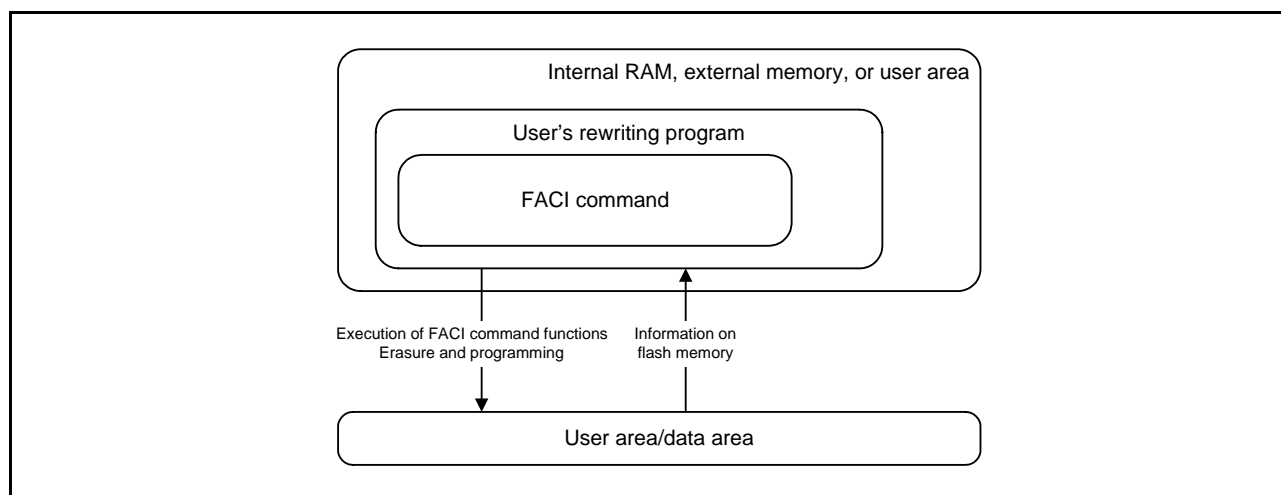 Internal RAM, external memory, or user area
User’s rewriting program
FACI command
Execution of FACI command functions
Erasure and programming
Information on
flash memory
User area/data area